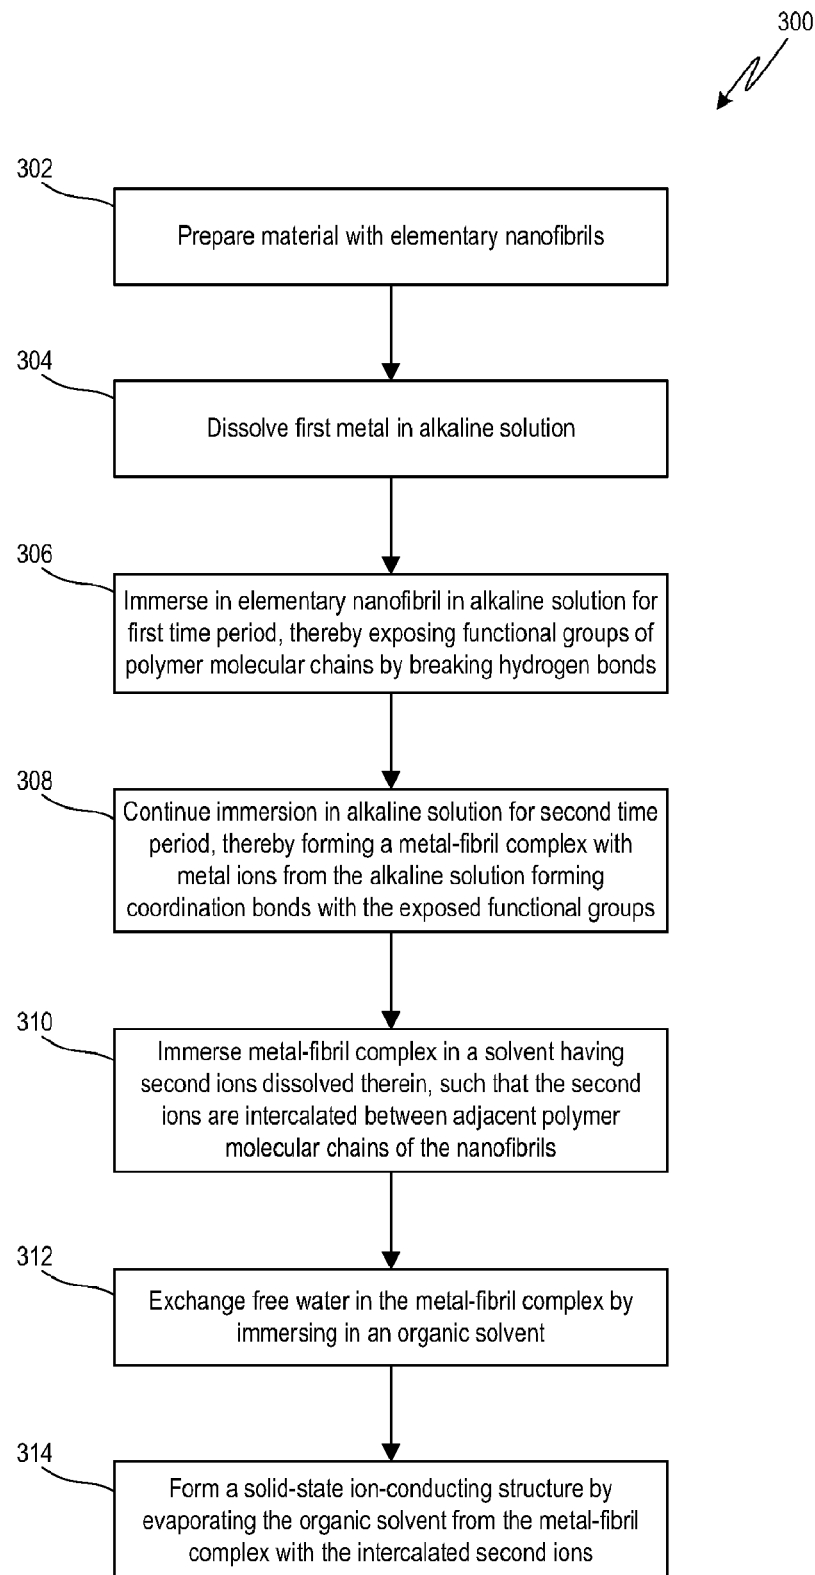 300
302
Prepare material with elementary nanofibrils
304
Dissolve first metal in alkaline solution
306
Immerse in elementary nanofibril in alkaline solution for
first time period, thereby exposing functional groups of
polymer molecular chains by breaking hydrogen bonds
308
Continue immersion in alkaline solution for second time
period, thereby forming a metal-fibril complex with
metal ions from the alkaline solution forming
coordination bonds with the exposed functional groups
310
Immerse metal-fibril complex in a solvent having
second ions dissolved therein, such that the second
ions are intercalated between adjacent polymer
molecular chains of the nanofibrils
312
Exchange free water in the metal-fibril complex by
immersing in an organic solvent
314
Form a solid-state ion-conducting structure by
evaporating the organic solvent from the metal-fibril
complex with the intercalated second ions